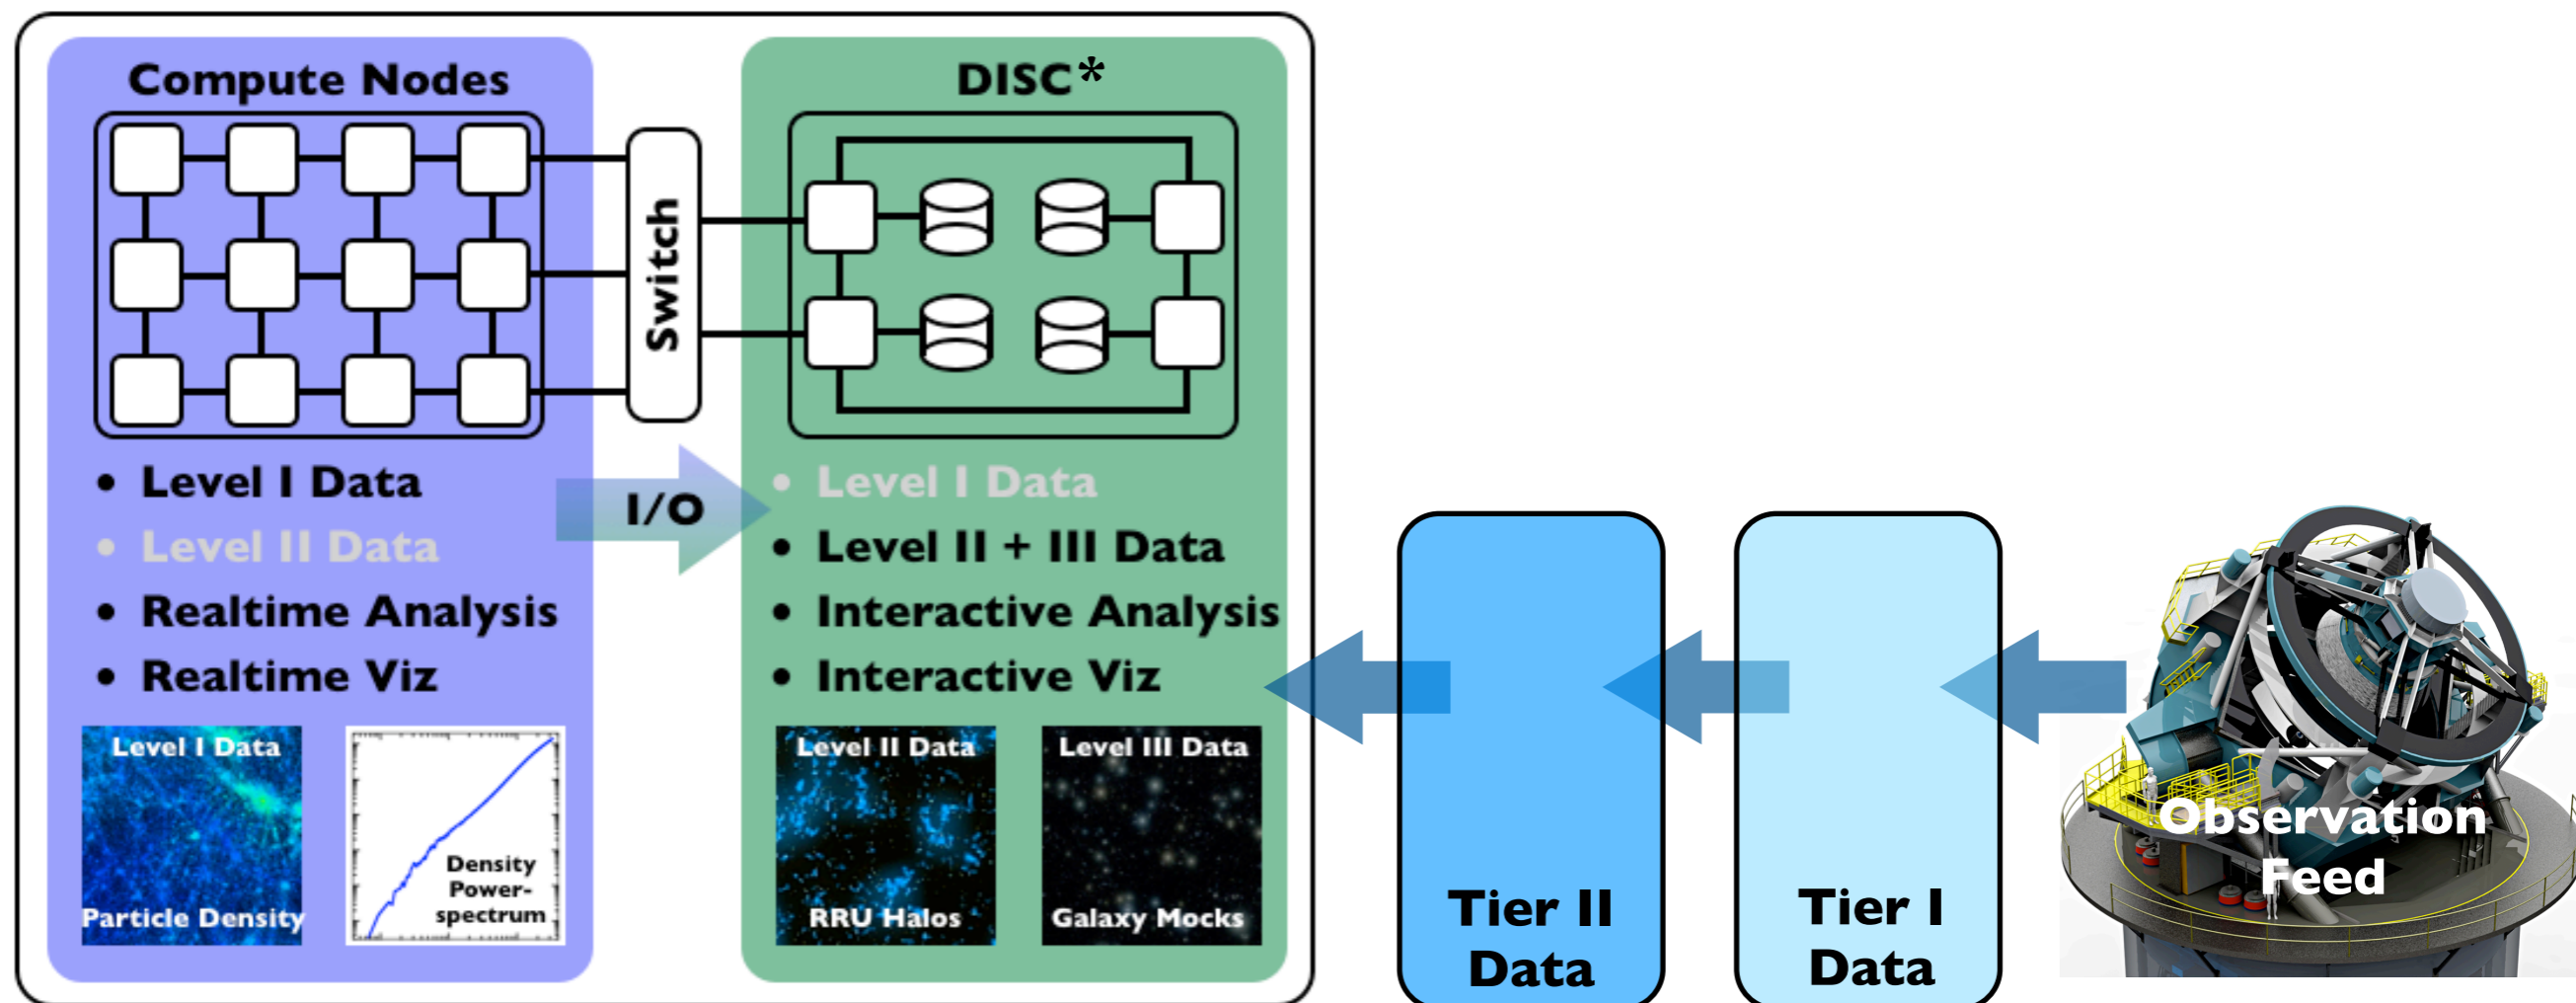 Compute Nodes
• Level I Data
• Level II Data
• Realtime Analysis
• Realtime Viz
Level I Data
Particle Density
Density
Power-
spectrum
Switch
I/O
DISC*
• Level I Data
• Level II + III Data
• Interactive Analysis
• Interactive Viz
Level II Data
RRU Halos
Level III Data
Galaxy Mocks
Tier II
Data
Tier I
Data
Observation
Feed